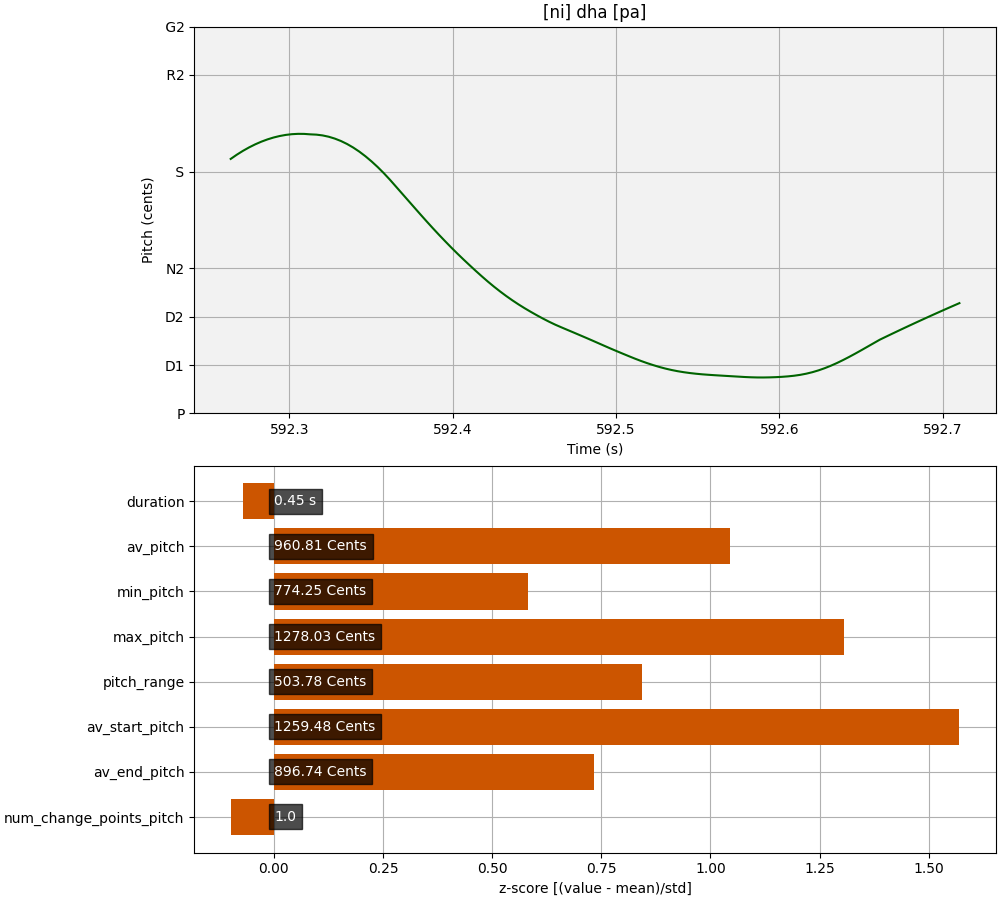 [ni] dha [pa]
G2
R2
S
N2
D2
D1
P
Pitch (cents)
592.3 592.4 592.5 592.6 592.7
Time (s)
duration 0.45 s
av_pitch 960.81 Cents
min_pitch 774.25 Cents
max_pitch 1278.03 Cents
pitch_range 503.78 Cents
av_start_pitch 1259.48 Cents
av_end_pitch 896.74 Cents
num_change_points_pitch 1.0
0.00 0.25 0.50 0.75 1.00 1.25 1.50
z-score [(value - mean)/std]